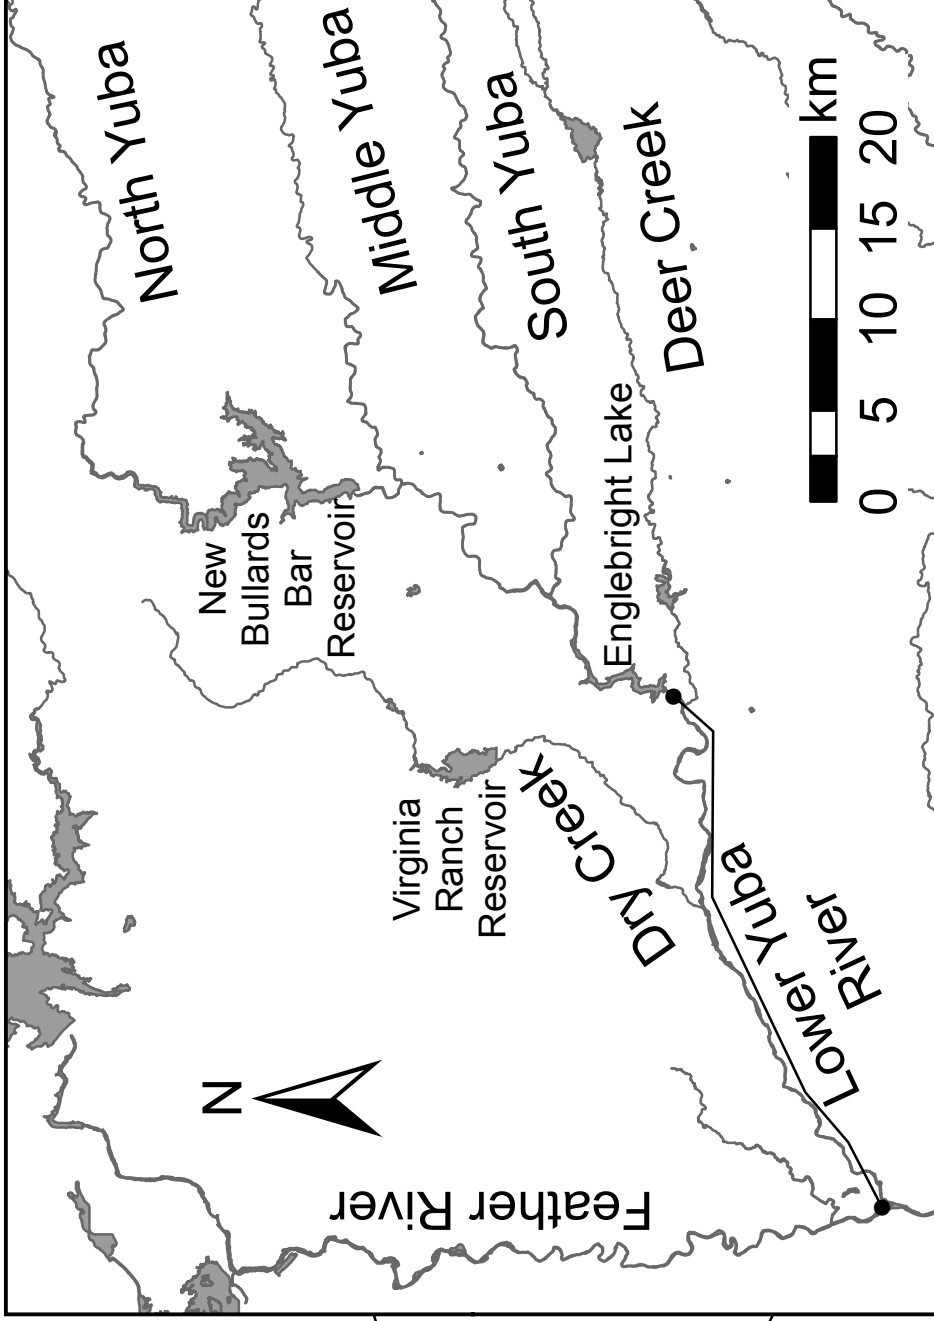 North Yuba
Middle Yuba
South Yuba
Deer Creek
New
Bullards
Bar
Reservoir
Englebright Lake
Virginia
Ranch
Reservoir
Dry Creek
Lower Yuba
River
Feather River
N
km
0 5 10 15 20